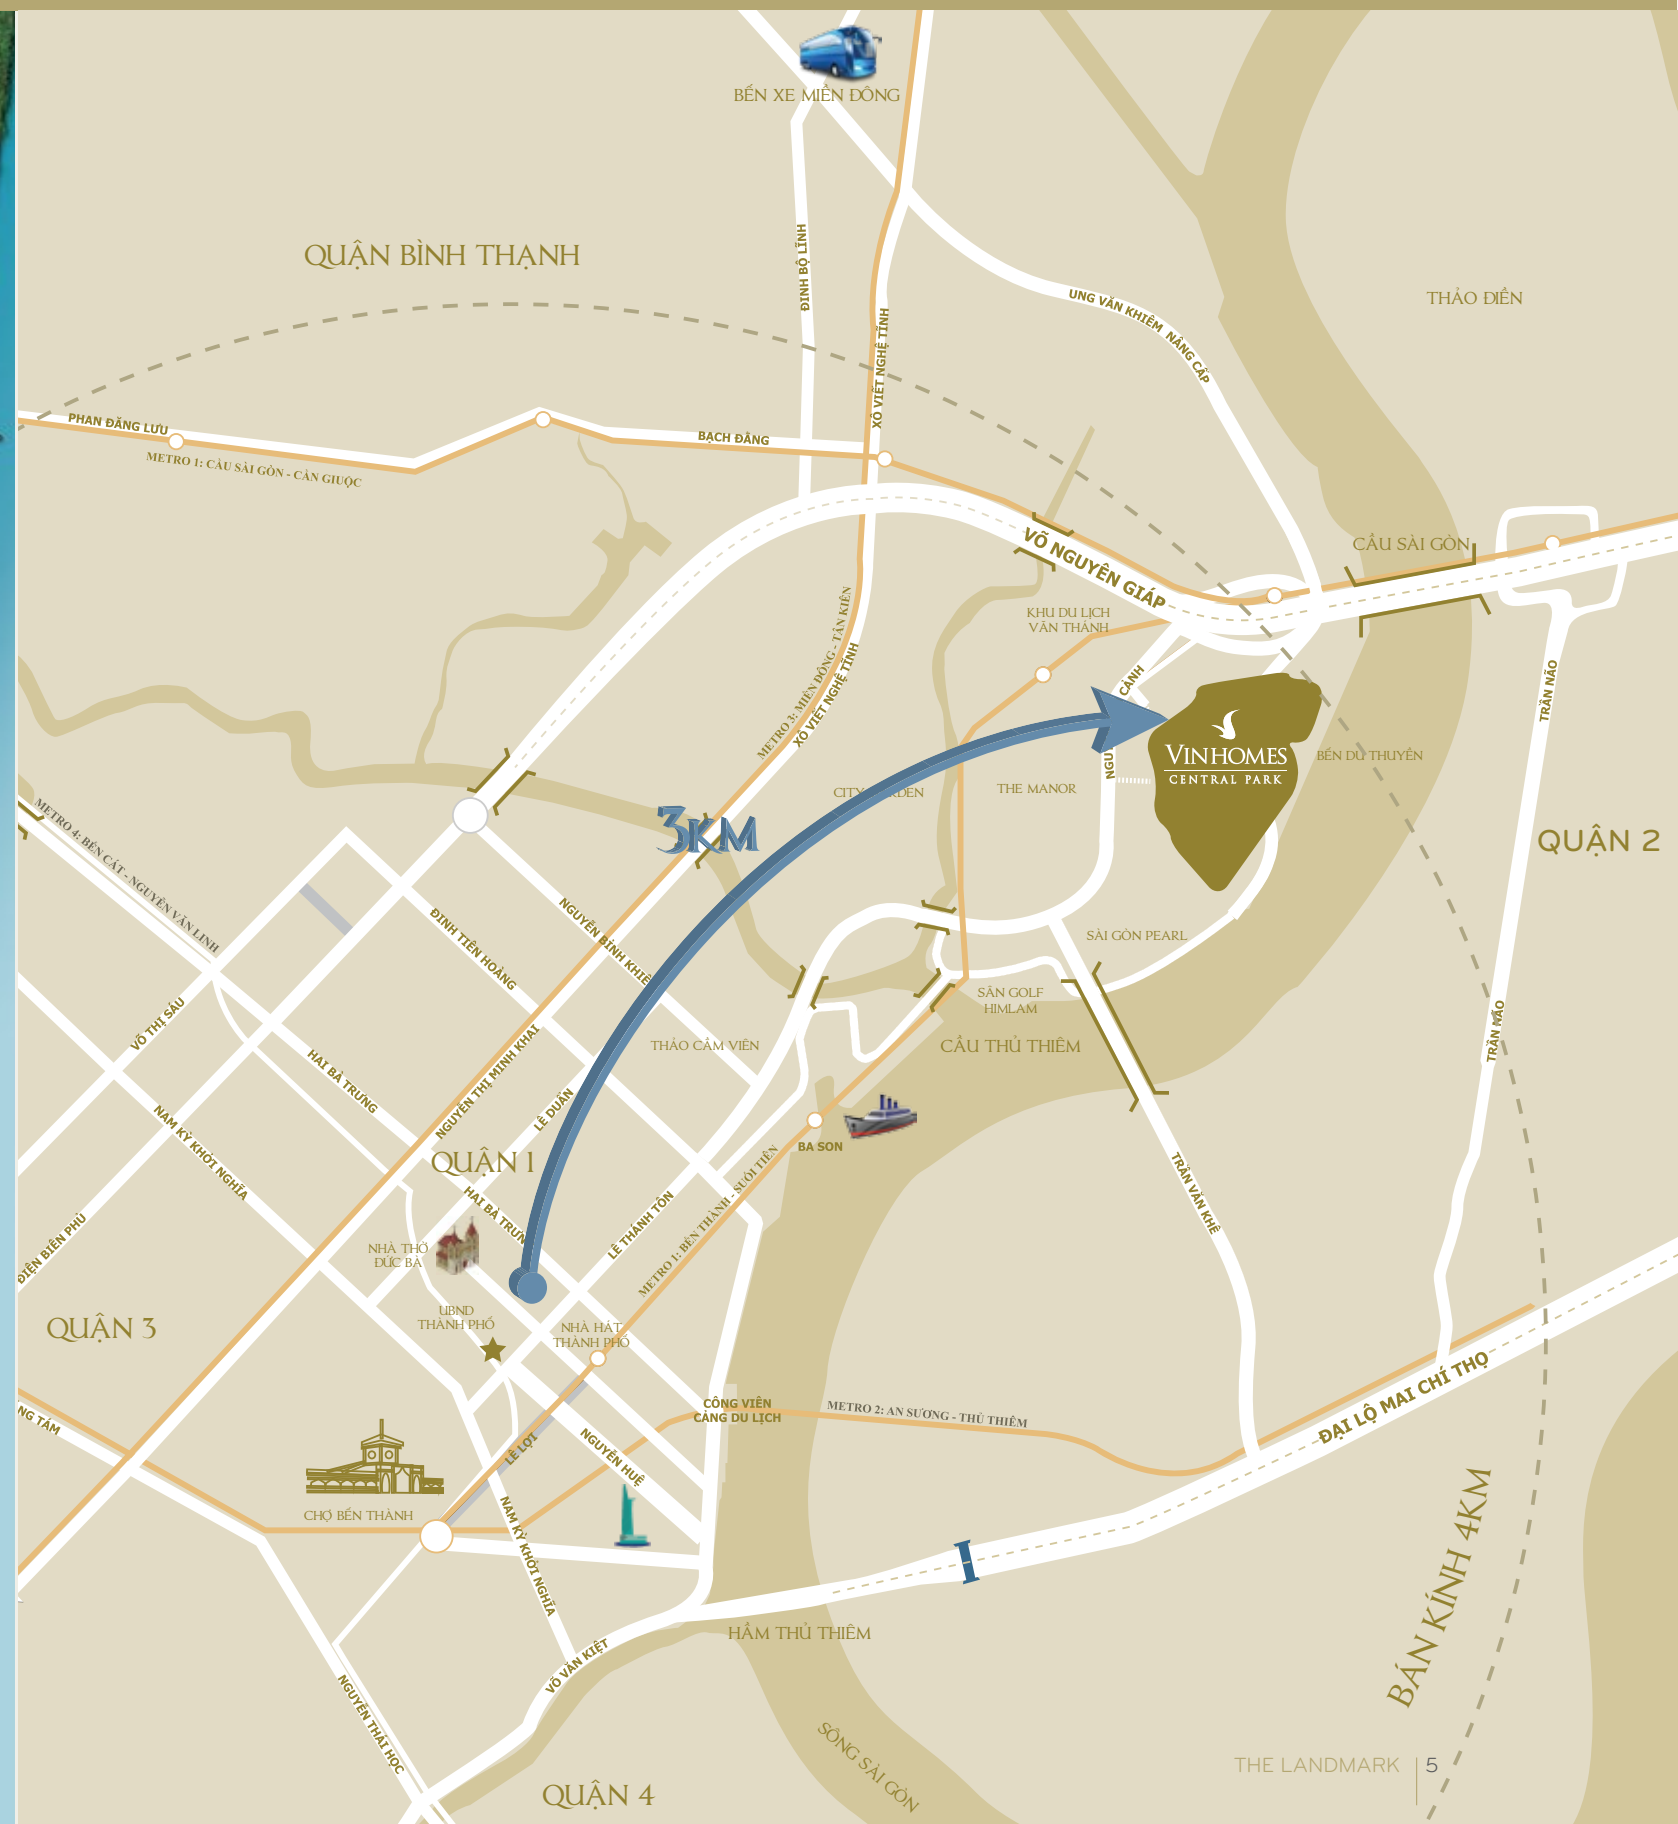 BẾN XE MIỀN ĐÔNG
QUẬN BÌNH THẠNH
ĐINH BỘ LĨNH
UNG VĂN KHIÊM NÂNG CẤP
THẢO ĐIỀN
XÔ VIẾT NGHỆ TĨNH
PHAN ĐĂNG LƯU
BẠCH ĐẰNG
METRO 1: CẦU SÀI GÒN - CẦN GIUỘC
VÕ NGUYÊN GIÁP
CẦU SÀI GÒN
KHU DU LỊCH
VĂN THÁNH
METRO 3: MIỀN ĐÔNG - TÂN KIÊN
XÔ VIẾT NGHỆ TĨNH
CẢNH
NGU
TRẦN NÃO
VINHOMES
CENTRAL PARK
BẾN DU THUYỀN
THE MANOR
3KM
METRO 4: BẾN CÁT - NGUYỄN VĂN LINH
QUẬN 2
ĐINH TIÊN HOÀNG
NGUYỄN BỈNH KHIÊ
SÀI GÒN PEARL
SÂN GOLF
HIMLAM
VÕ THỊ SÁU
THẢO CẦM VIÊN
CẦU THỦ THIÊM
TRẦN NÃO
HAI BÀ TRƯNG
NGUYỄN THỊ MINH KHAI
LÊ DUẨN
NAM KỲ KHỞI NGHĨA
BA SON
QUẬN 1
HAI BÀ TRƯN
LÊ THÁNH TÔN
METRO 1: BẾN THÀNH - SUỐI TIÊN
TRẦN VĂN KHÊ
ĐIỆN BIÊN PHỦ
NHÀ THỜ
ĐỨC BÀ
UBND
THÀNH PHỐ
NHÀ HÁT
THÀNH PHỐ
QUẬN 3
CÔNG VIÊN
CẢNG DU LỊCH
METRO 2: AN SƯƠNG - THỦ THIÊM
ĐẠI LỘ MAI CHÍ THỌ
NG TÁM
LÊ LỢI
NGUYỄN HUỆ
CHỢ BẾN THÀNH
NAM KỲ KHỞI NGHĨA
BÁN KÍNH 4KM
HẦM THỦ THIÊM
VÕ VĂN KIỆT
NGUYỄN THÁI HỌC
SÔNG SÀI GÒN
QUẬN 4
THE LANDMARK 5